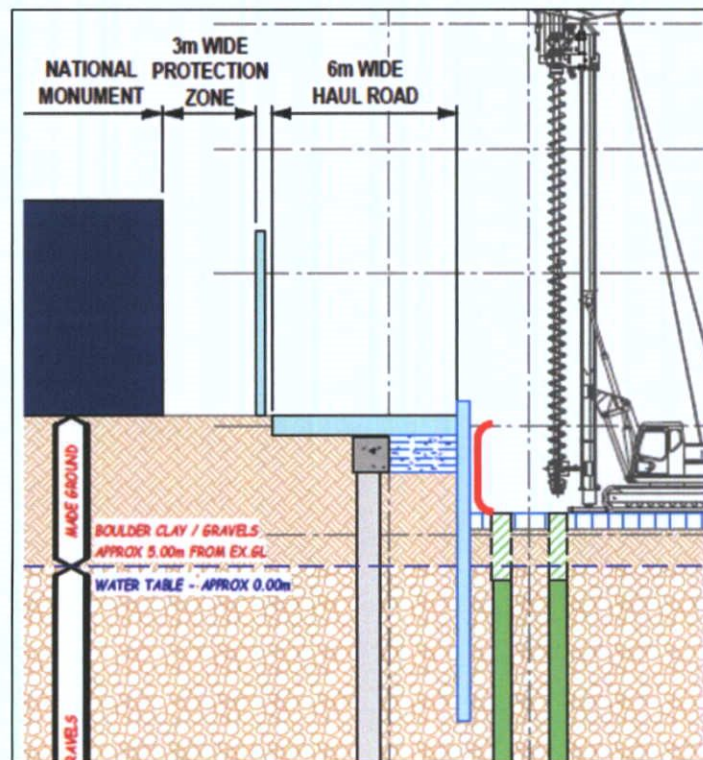 NATIONAL
MONUMENT
3m WIDE
PROTECTION
ZONE
6m WIDE
HAUL ROAD
MADE GROUND
BOULDER CLAY / GRAVELS
APPROX 5.00m FROM EX.GL
WATER TABLE - APPROX 0.00m
RAVELS